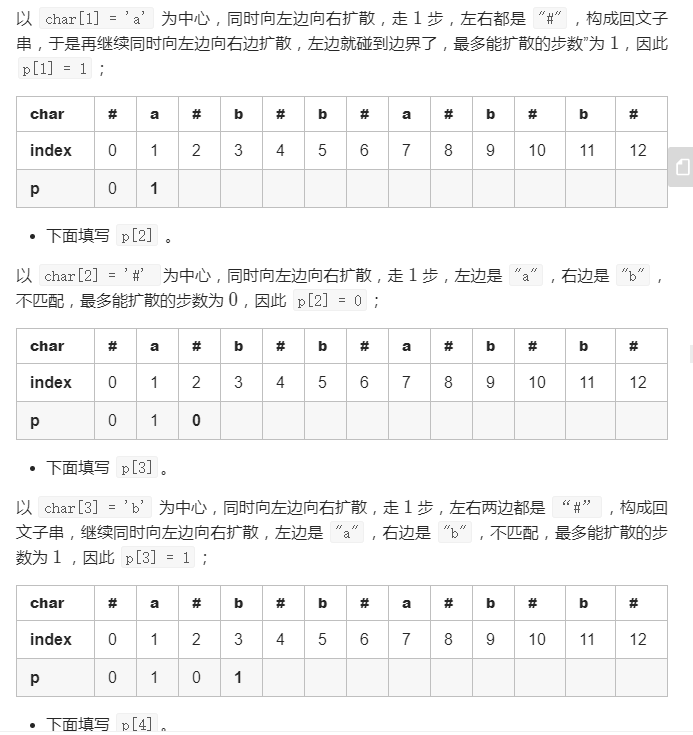 以 char[1] = 'a' 为中心，同时向左边向右扩散，走 1 步，左右都是 "#" ，构成回文子
串，于是再继续同时向左边向右边扩散，左边就碰到边界了，最多能扩散的步数”为 1，因此
p[1] = 1 ；
char # a # b # b # a # b # b #
index 0 1 2 3 4 5 6 7 8 9 10 11 12
p 0 1
• 下面填写 p[2] 。
以 char[2] = '#' 为中心，同时向左边向右扩散，走 1 步，左边是 "a" ，右边是 "b" ，
不匹配，最多能扩散的步数为 0，因此 p[2] = 0 ；
char # a # b # b # a # b # b #
index 0 1 2 3 4 5 6 7 8 9 10 11 12
p 0 1 0
• 下面填写 p[3] 。
以 char[3] = 'b' 为中心，同时向左边向右扩散，走 1 步，左右两边都是 “#” ，构成回
文子串，继续同时向左边向右扩散，左边是 "a" ，右边是 "b" ，不匹配，最多能扩散的步
数为 1 ，因此 p[3] = 1 ；
char # a # b # b # a # b # b #
index 0 1 2 3 4 5 6 7 8 9 10 11 12
p 0 1 0 1
• 下面填写 p[4] 。